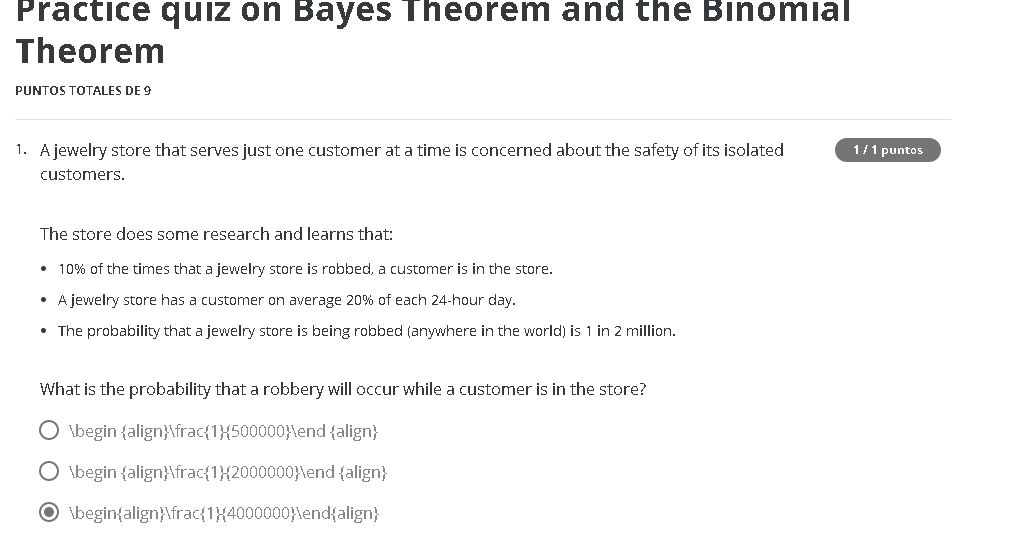 Practice quiz on Bayes Theorem and the Binomial
Theorem
PUNTOS TOTALES DE 9
1. A jewelry store that serves just one customer at a time is concerned about the safety of its isolated
customers.
1 / 1 puntos
The store does some research and learns that:
• 10% of the times that a jewelry store is robbed, a customer is in the store.
• A jewelry store has a customer on average 20% of each 24-hour day.
• The probability that a jewelry store is being robbed (anywhere in the world) is 1 in 2 million.
What is the probability that a robbery will occur while a customer is in the store?
\begin {align}\frac{1}{500000}\end {align}
\begin {align}\frac{1}{2000000}\end {align}
\begin{align}\frac{1}{4000000}\end{align}